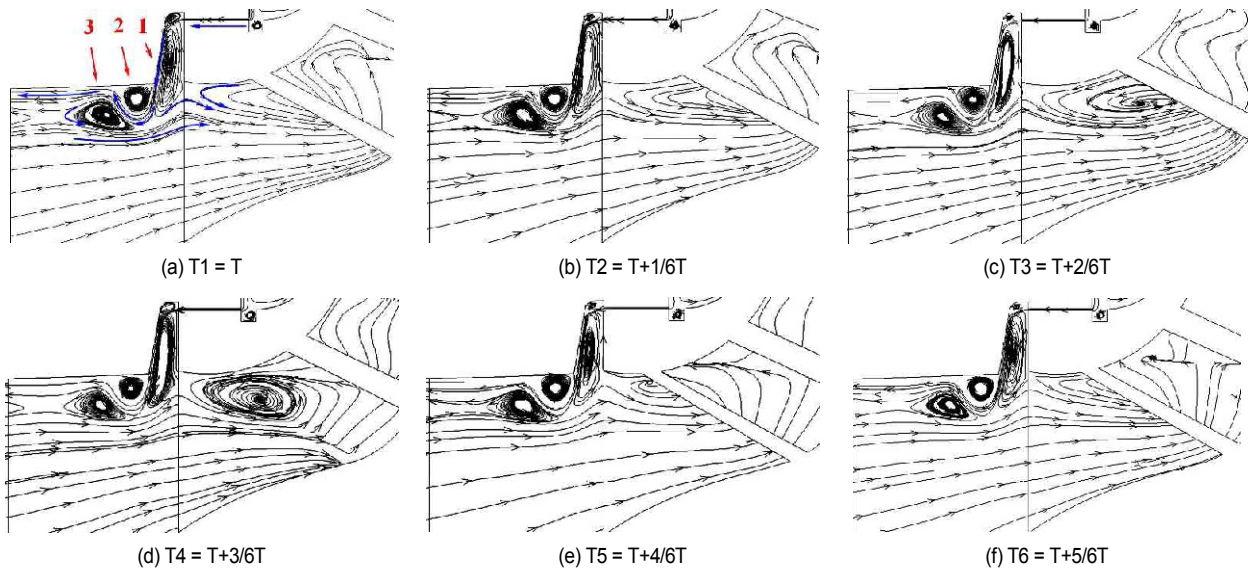 3 2 1
(a) T1 = T
(b) T2 = T+1/6T
(c) T3 = T+2/6T
(d) T4 = T+3/6T
(e) T5 = T+4/6T
(f) T6 = T+5/6T